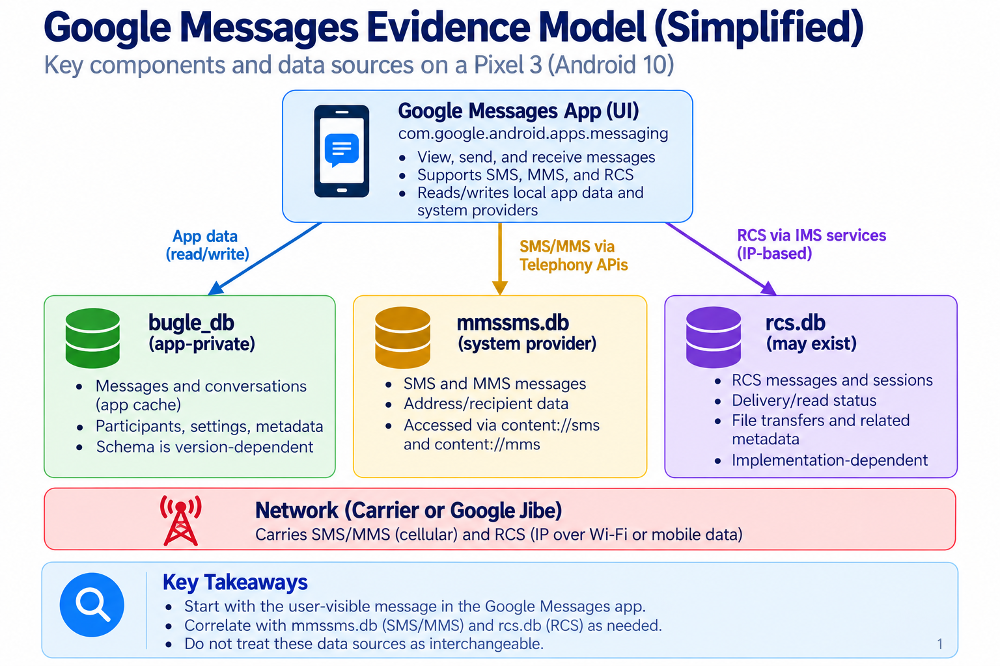 Google Messages Evidence Model (Simplified)
Key components and data sources on a Pixel 3 (Android 10)
Google Messages App (UI)
com.google.android.apps.messaging
• View, send, and receive messages
• Supports SMS, MMS, and RCS
• Reads/writes local app data and
system providers
App data
(read/write)
SMS/MMS via
Telephony APis
RCS via IMS services
(IP-based)
bugle_db
(app-private)
• Messages and conversations
(app cache)
• Participants, settings, metadata
• Schema is version-dependent
mmssms.db
(system provider)
• SMS and MMS messages
• Address/recipient data
• Accessed via content://sms
and content://mms
rcs.db
(may exist)
• RCS messages and sessions
• Delivery/read status
• File transfers and related
metadata
• Implementation-dependent
Network (Carrier or Google Jibe)
Carries SMS/MMS (cellular) and RCS (IP over Wi-Fi or mobile data)
Key Takeaways
• Start with the user-visible message in the Google Messages app.
• Correlate with mmssms.db (SMS/MMS) and rcs.db (RCS) as needed.
• Do not treat these data sources as interchangeable.
1